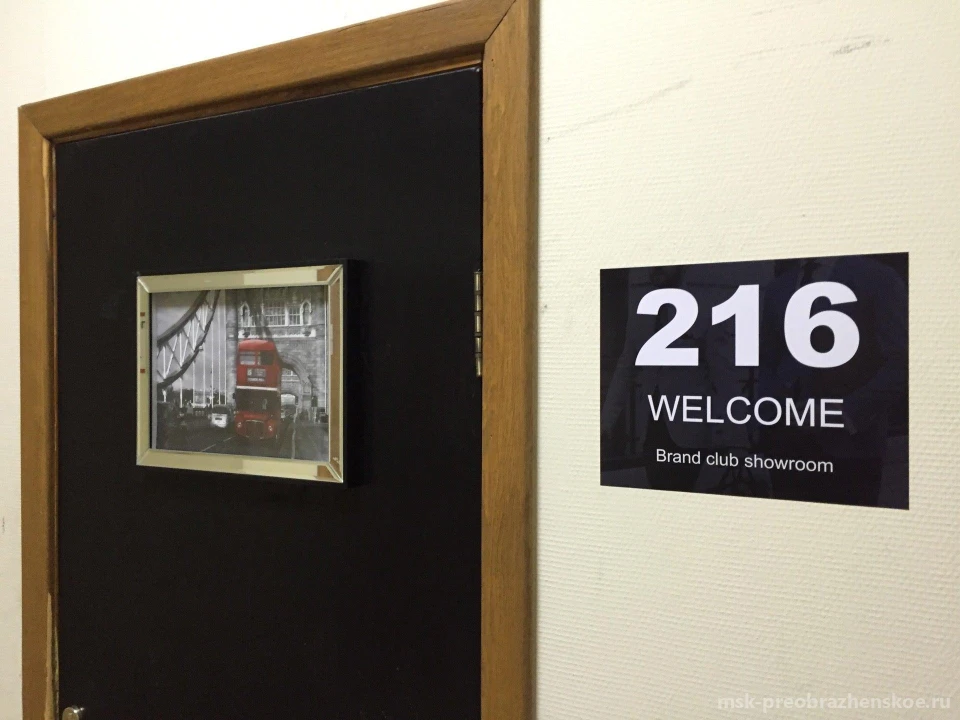 216
WELCOME
Brand club showroom
msk-preobrazhenskoe.ru